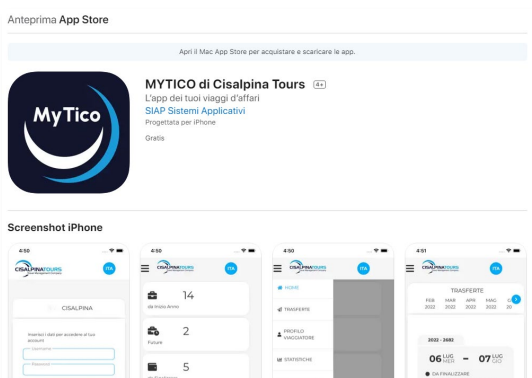 Anteprima App Store
Apri il Mac App Store per acquistare e scaricare le app.
MyTico
MYTICO di Cisalpina Tours 4+
L'app dei tuoi viaggi d'affari
SIAP Sistemi Applicativi
Progettata per iPhone
Gratis
Screenshot iPhone
4:50
CISALPINATOURS
ITA
CISALPINA
Inserisci i dati per accedere al tuo
account
Username
Password
4:50
CISALPINATOURS
ITA
14
da Inizio Anno
2
Future
5
4:50
CISALPINATOURS
ITA
HOME
TRASFERTE
PROFILO
VIAGGIATORE
STATISTICHE
4:51
CISALPINATOURS
ITA
TRASFERTE
FEB MAR APR MAG
2022 2022 2022 2022 20
2022 - 2682
06 LUG MER – 07 LUG GIO
DA FINALIZZARE